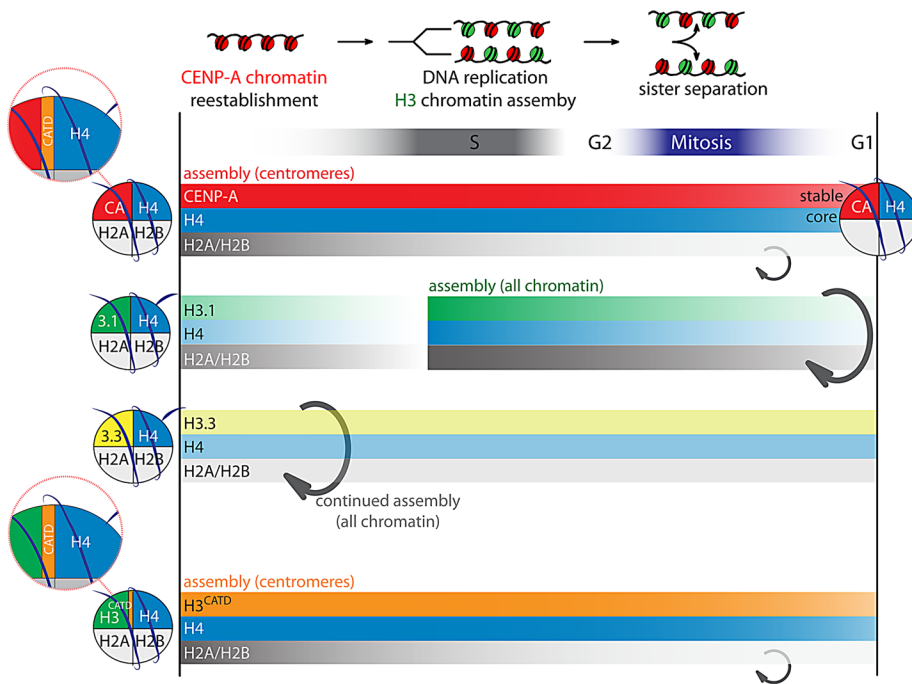 CENP-A chromatin
reestablishment
DNA replication
H3 chromatin assemby
sister separation
S
G2
Mitosis
G1
CATD
H4
assembly (centromeres)
CA
H4
H2A
H2B
CENP-A
H4
H2A/H2B
stable
core
CA
H4
assembly (all chromatin)
3.1
H4
H2A
H2B
H3.1
H4
H2A/H2B
3.3
H4
H2A
H2B
H3.3
H4
H2A/H2B
continued assembly
(all chromatin)
CATD
H4
assembly (centromeres)
CATD
H3
H4
H2A
H2B
H3CATD
H4
H2A/H2B